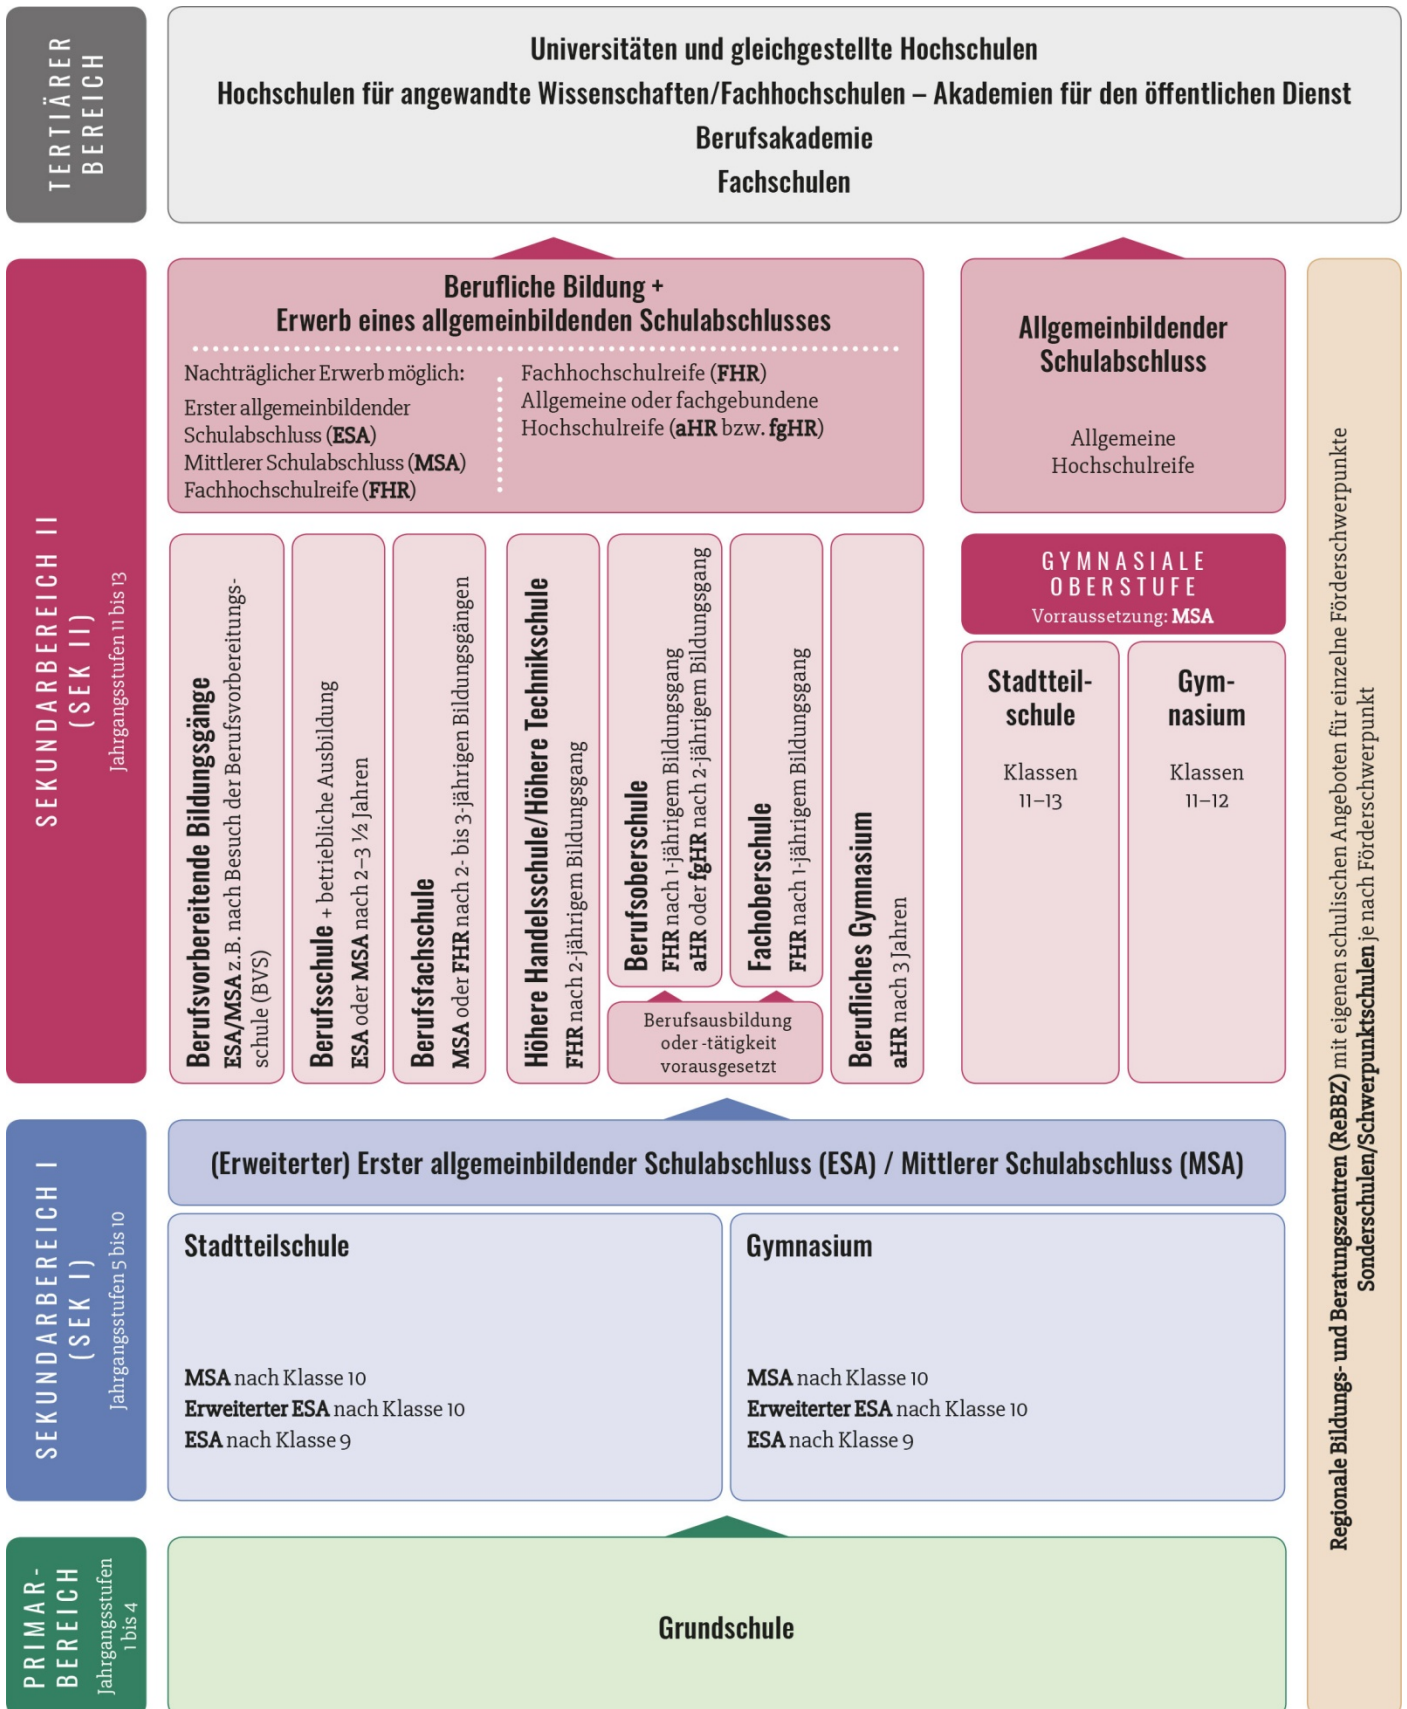 TERTIÄRER
BEREICH
Universitäten und gleichgestellte Hochschulen
Hochschulen für angewandte Wissenschaften/Fachhochschulen – Akademien für den öffentlichen Dienst
Berufsakademie
Fachschulen
SEKUNDARBEREICH II
(SEK II)
Jahrgangsstufen 11 bis 13
Berufliche Bildung +
Erwerb eines allgemeinbildenden Schulabschlusses
Nachträglicher Erwerb möglich:
Erster allgemeinbildender
Schulabschluss (ESA)
Mittlerer Schulabschluss (MSA)
Fachhochschulreife (FHR)
Fachhochschulreife (FHR)
Allgemeine oder fachgebundene
Hochschulreife (aHR bzw. fgHR)
Allgemeinbildender
Schulabschluss
Allgemeine
Hochschulreife
Berufsvorbereitende Bildungsgänge
ESA/MSA z.B. nach Besuch der Berufsvorbereitungs-
schule (BVS)
Berufsschule + betriebliche Ausbildung
ESA oder MSA nach 2–3 ½ Jahren
Berufsfachschule
MSA oder FHR nach 2- bis 3-jährigen Bildungsgängen
Höhere Handelsschule/Höhere Technikschule
FHR nach 2-jährigem Bildungsgang
Berufsoberschule
FHR nach 1-jährigem Bildungsgang
aHR oder fgHR nach 2-jährigem Bildungsgang
Fachoberschule
FHR nach 1-jährigem Bildungsgang
Berufsausbildung
oder -tätigkeit
vorausgesetzt
Berufliches Gymnasium
aHR nach 3 Jahren
GYMNASIALE
OBERSTUFE
Vorraussetzung: MSA
Stadtteil-
schule
Klassen
11–13
Gym-
nasium
Klassen
11–12
Regionale Bildungs- und Beratungszentren (ReBBZ) mit eigenen schulischen Angeboten für einzelne Förderschwerpunkte
Sonderschulen/Schwerpunktschulen je nach Förderschwerpunkt
SEKUNDARBEREICH I
(SEK I)
Jahrgangsstufen 5 bis 10
(Erweiterter) Erster allgemeinbildender Schulabschluss (ESA) / Mittlerer Schulabschluss (MSA)
Stadtteilschule
MSA nach Klasse 10
Erweiterter ESA nach Klasse 10
ESA nach Klasse 9
Gymnasium
MSA nach Klasse 10
Erweiterter ESA nach Klasse 10
ESA nach Klasse 9
PRIMAR-
BEREICH
Jahrgangsstufen
1 bis 4
Grundschule